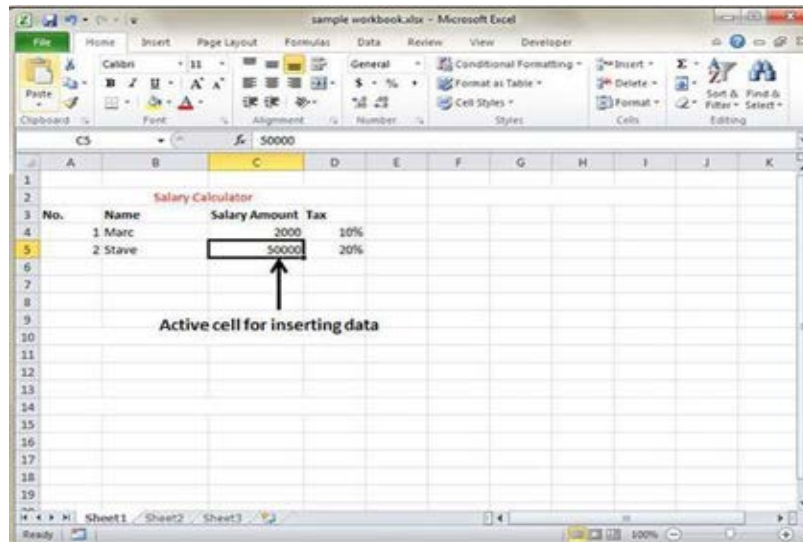 sample workbook.xlsx - Microsoft Excel
File Home Insert Page Layout Formulas Data Review View Developer
Calibri 11 General Conditional Formatting Insert
Paste B I U A A $ % Format as Table Delete
A Cell Styles Format Sort & Filter Find & Select
Clipboard Font Alignment Number Styles Cells Editing
C5 fx 50000
A B C D E F G H I J K
1
2 Salary Calculator
3 No. Name Salary Amount Tax
4 1 Marc 2000 10%
5 2 Stave 50000 20%
6
7
8
9 Active cell for inserting data
10
11
12
13
14
15
16
17
18
19
Sheet1 Sheet2 Sheet3
Ready 100%